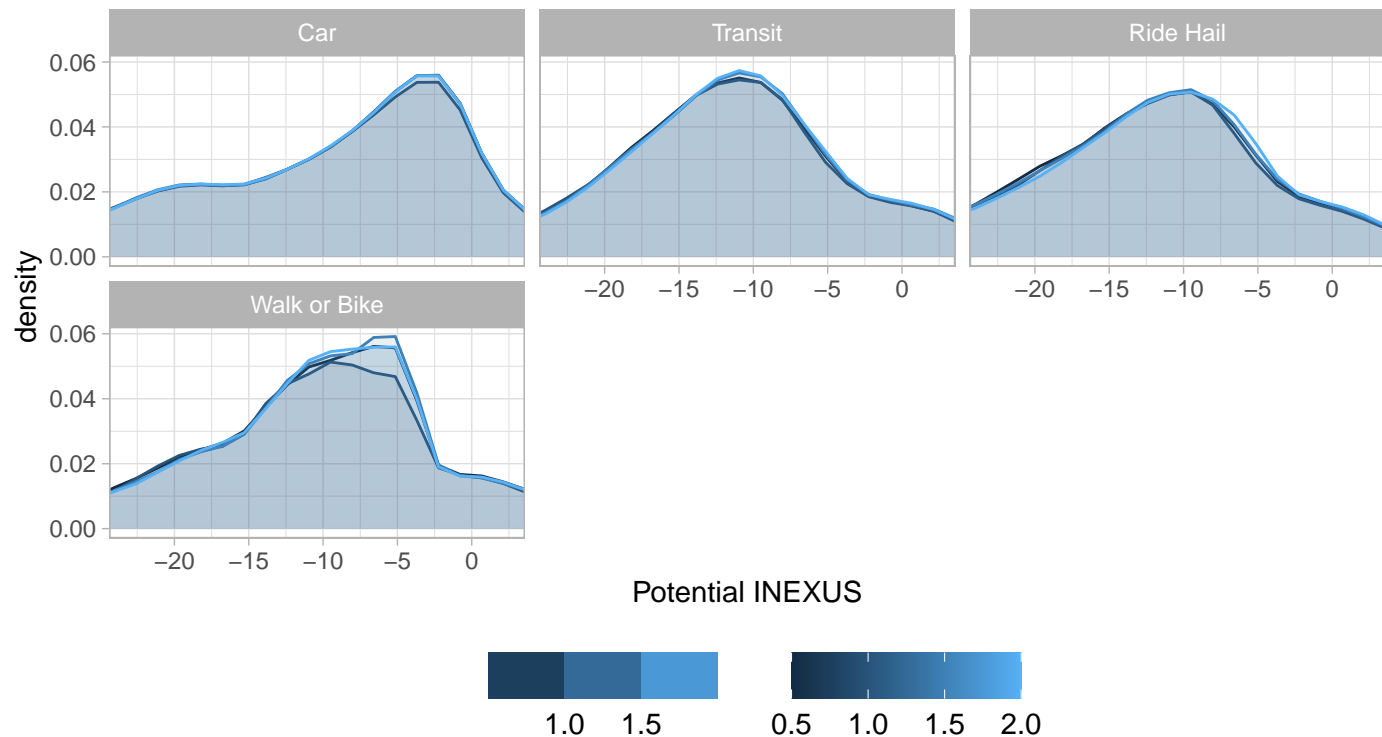 Car Transit Ride Hail
0.06
0.04
0.02
0.00
−20 −15 −10 −5 0 −20 −15 −10 −5 0
density
Walk or Bike
0.06
0.04
0.02
0.00
−20 −15 −10 −5 0
Potential INEXUS
1.0 1.5 0.5 1.0 1.5 2.0